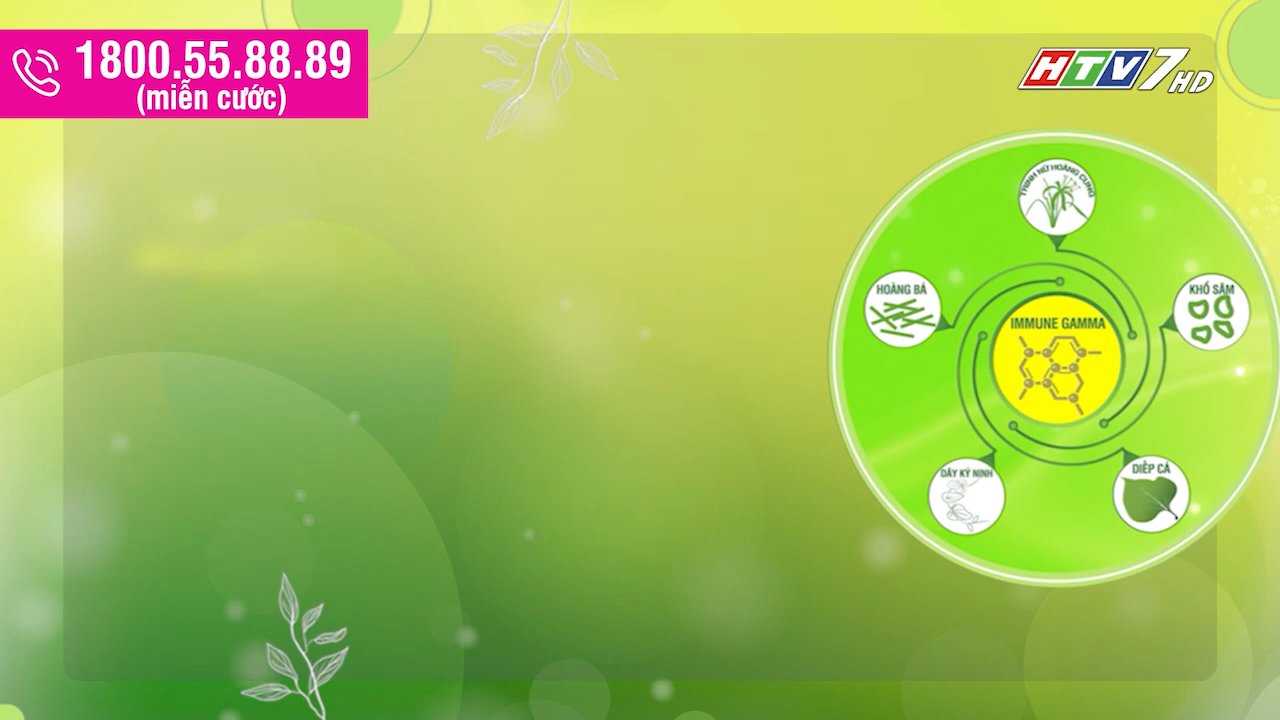 1800.55.88.89
(miễn cước)
HTV7 HD
TRINH NỮ HOÀNG CUNG
HOÀNG BÁ
KHỔ SÂM
IMMUNE GAMMA
DÂY KÝ NINH
DIẾP CÁ